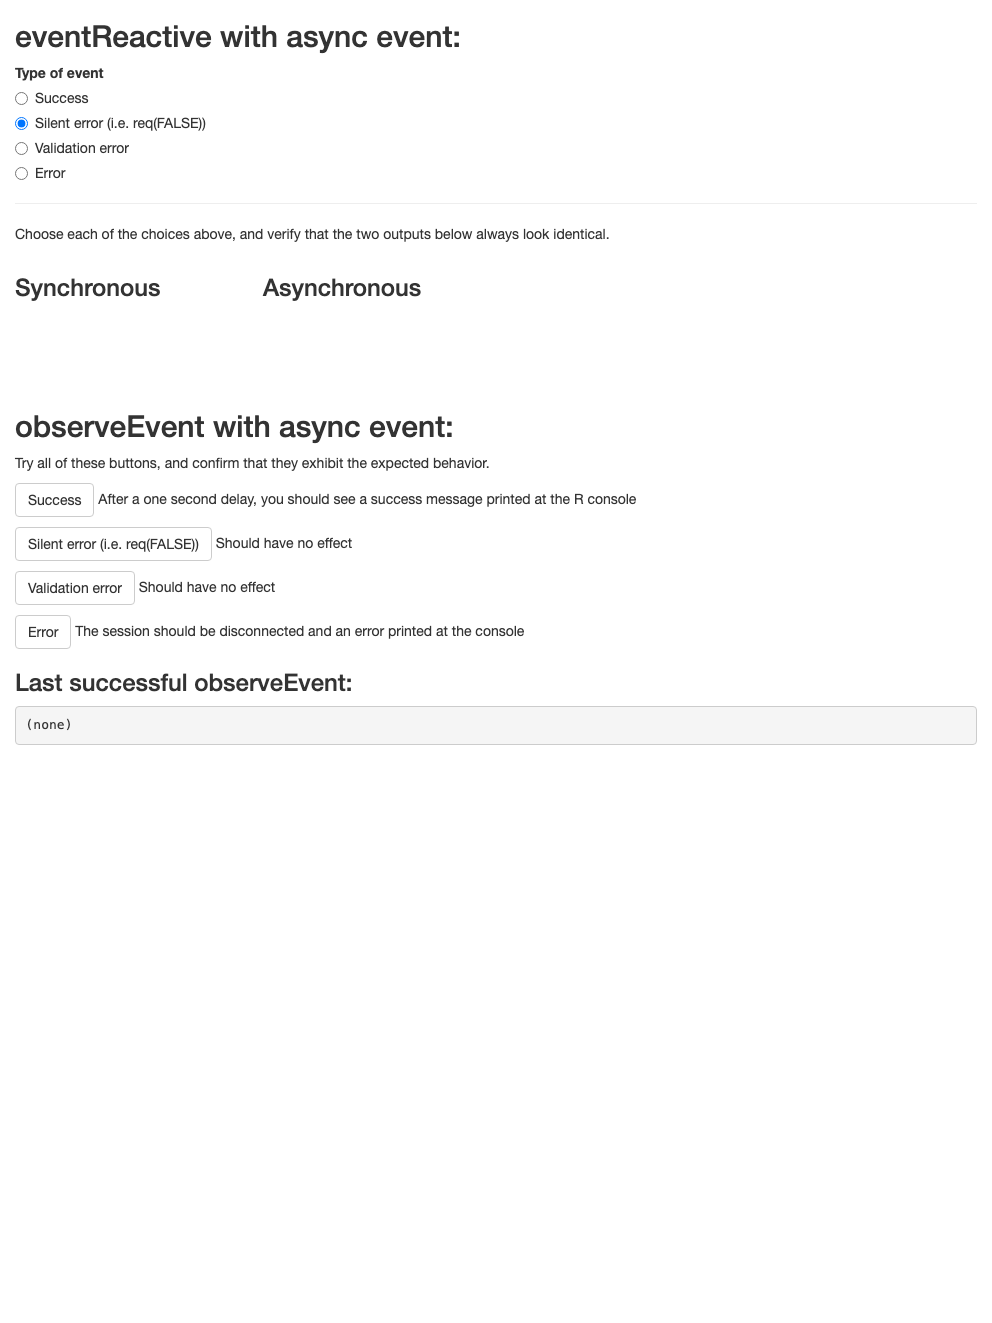 eventReactive with async event:
Type of event
Success
Silent error (i.e. req(FALSE))
Validation error
Error
Choose each of the choices above, and verify that the two outputs below always look identical.
Synchronous Asynchronous
observeEvent with async event:
Try all of these buttons, and confirm that they exhibit the expected behavior.
Success After a one second delay, you should see a success message printed at the R console
Silent error (i.e. req(FALSE)) Should have no effect
Validation error Should have no effect
Error The session should be disconnected and an error printed at the console
Last successful observeEvent:
(none)